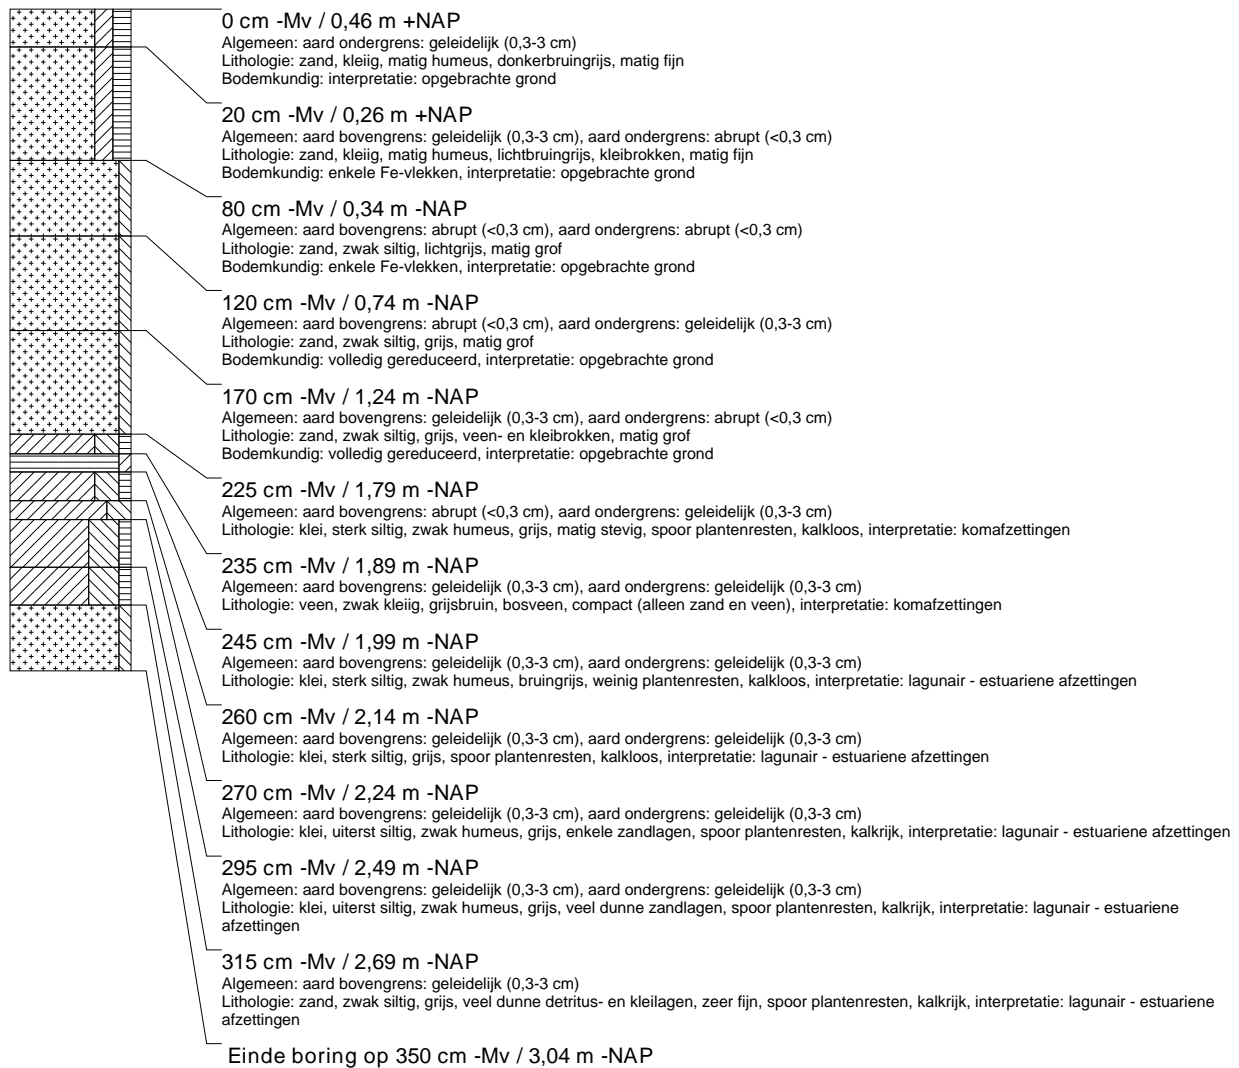 0 cm -Mv / 0,46 m +NAP
Algemeen: aard ondergrens: geleidelijk (0,3-3 cm)
Lithologie: zand, kleiig, matig humeus, donkerbruingrijs, matig fijn
Bodemkundig: interpretatie: opgebrachte grond
20 cm -Mv / 0,26 m +NAP
Algemeen: aard bovengrens: geleidelijk (0,3-3 cm), aard ondergrens: abrupt (<0,3 cm)
Lithologie: zand, kleiig, matig humeus, lichtbruingrijs, kleibrokken, matig fijn
Bodemkundig: enkele Fe-vlekken, interpretatie: opgebrachte grond
80 cm -Mv / 0,34 m -NAP
Algemeen: aard bovengrens: abrupt (<0,3 cm), aard ondergrens: abrupt (<0,3 cm)
Lithologie: zand, zwak siltig, lichtgrijs, matig grof
Bodemkundig: enkele Fe-vlekken, interpretatie: opgebrachte grond
120 cm -Mv / 0,74 m -NAP
Algemeen: aard bovengrens: abrupt (<0,3 cm), aard ondergrens: geleidelijk (0,3-3 cm)
Lithologie: zand, zwak siltig, grijs, matig grof
Bodemkundig: volledig gereduceerd, interpretatie: opgebrachte grond
170 cm -Mv / 1,24 m -NAP
Algemeen: aard bovengrens: geleidelijk (0,3-3 cm), aard ondergrens: abrupt (<0,3 cm)
Lithologie: zand, zwak siltig, grijs, veen- en kleibrokken, matig grof
Bodemkundig: volledig gereduceerd, interpretatie: opgebrachte grond
225 cm -Mv / 1,79 m -NAP
Algemeen: aard bovengrens: abrupt (<0,3 cm), aard ondergrens: geleidelijk (0,3-3 cm)
Lithologie: klei, sterk siltig, zwak humeus, grijs, matig stevig, spoor plantenresten, kalkloos, interpretatie: komafzettingen
235 cm -Mv / 1,89 m -NAP
Algemeen: aard bovengrens: geleidelijk (0,3-3 cm), aard ondergrens: geleidelijk (0,3-3 cm)
Lithologie: veen, zwak kleiig, grijsbruin, bosveen, compact (alleen zand en veen), interpretatie: komafzettingen
245 cm -Mv / 1,99 m -NAP
Algemeen: aard bovengrens: geleidelijk (0,3-3 cm), aard ondergrens: geleidelijk (0,3-3 cm)
Lithologie: klei, sterk siltig, zwak humeus, bruingrijs, weinig plantenresten, kalkloos, interpretatie: lagunair - estuariene afzettingen
260 cm -Mv / 2,14 m -NAP
Algemeen: aard bovengrens: geleidelijk (0,3-3 cm), aard ondergrens: geleidelijk (0,3-3 cm)
Lithologie: klei, sterk siltig, grijs, spoor plantenresten, kalkloos, interpretatie: lagunair - estuariene afzettingen
270 cm -Mv / 2,24 m -NAP
Algemeen: aard bovengrens: geleidelijk (0,3-3 cm), aard ondergrens: geleidelijk (0,3-3 cm)
Lithologie: klei, uiterst siltig, zwak humeus, grijs, enkele zandlagen, spoor plantenresten, kalkrijk, interpretatie: lagunair - estuariene afzettingen
295 cm -Mv / 2,49 m -NAP
Algemeen: aard bovengrens: geleidelijk (0,3-3 cm), aard ondergrens: geleidelijk (0,3-3 cm)
Lithologie: klei, uiterst siltig, zwak humeus, grijs, veel dunne zandlagen, spoor plantenresten, kalkrijk, interpretatie: lagunair - estuariene
afzettingen
315 cm -Mv / 2,69 m -NAP
Algemeen: aard bovengrens: geleidelijk (0,3-3 cm)
Lithologie: zand, zwak siltig, grijs, veel dunne detritus- en kleilagen, zeer fijn, spoor plantenresten, kalkrijk, interpretatie: lagunair - estuariene
afzettingen
Einde boring op 350 cm -Mv / 3,04 m -NAP